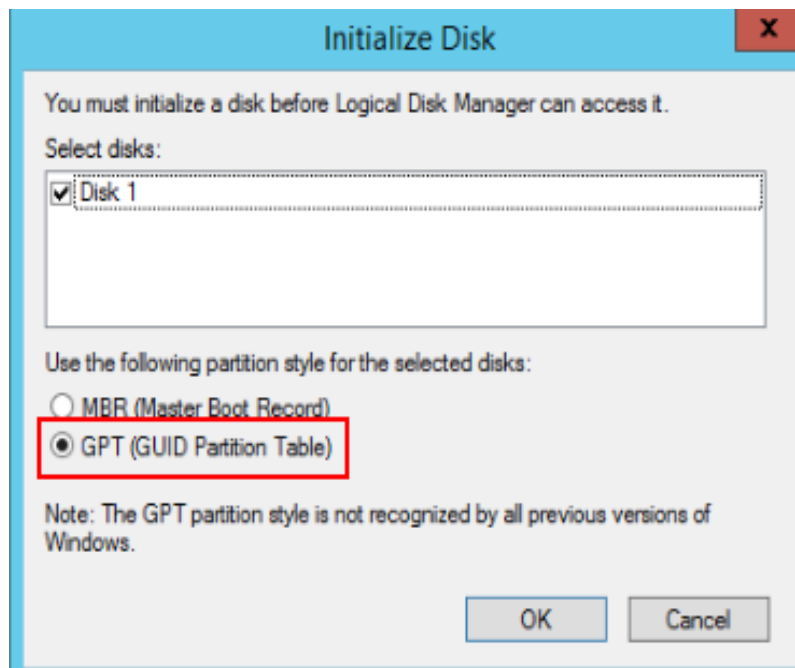 Initialize Disk
x
You must initialize a disk before Logical Disk Manager can access it.
Select disks:
Disk 1
Use the following partition style for the selected disks:
MBR (Master Boot Record)
GPT (GUID Partition Table)
Note: The GPT partition style is not recognized by all previous versions of
Windows.
OK Cancel